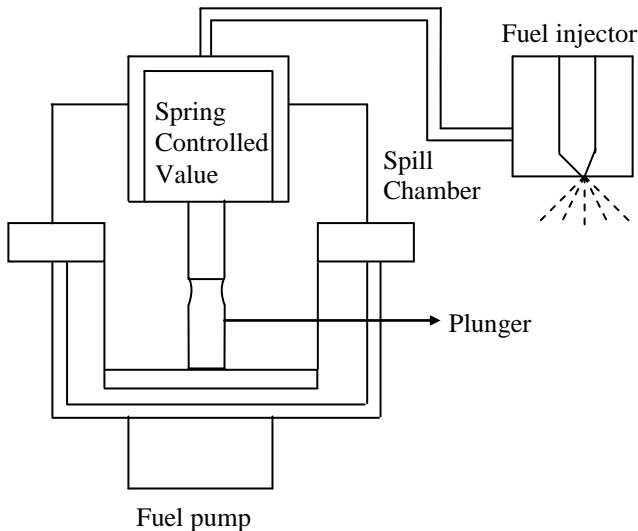 Fuel injector
Spring
Controlled
Value
Spill
Chamber
Plunger
Fuel pump